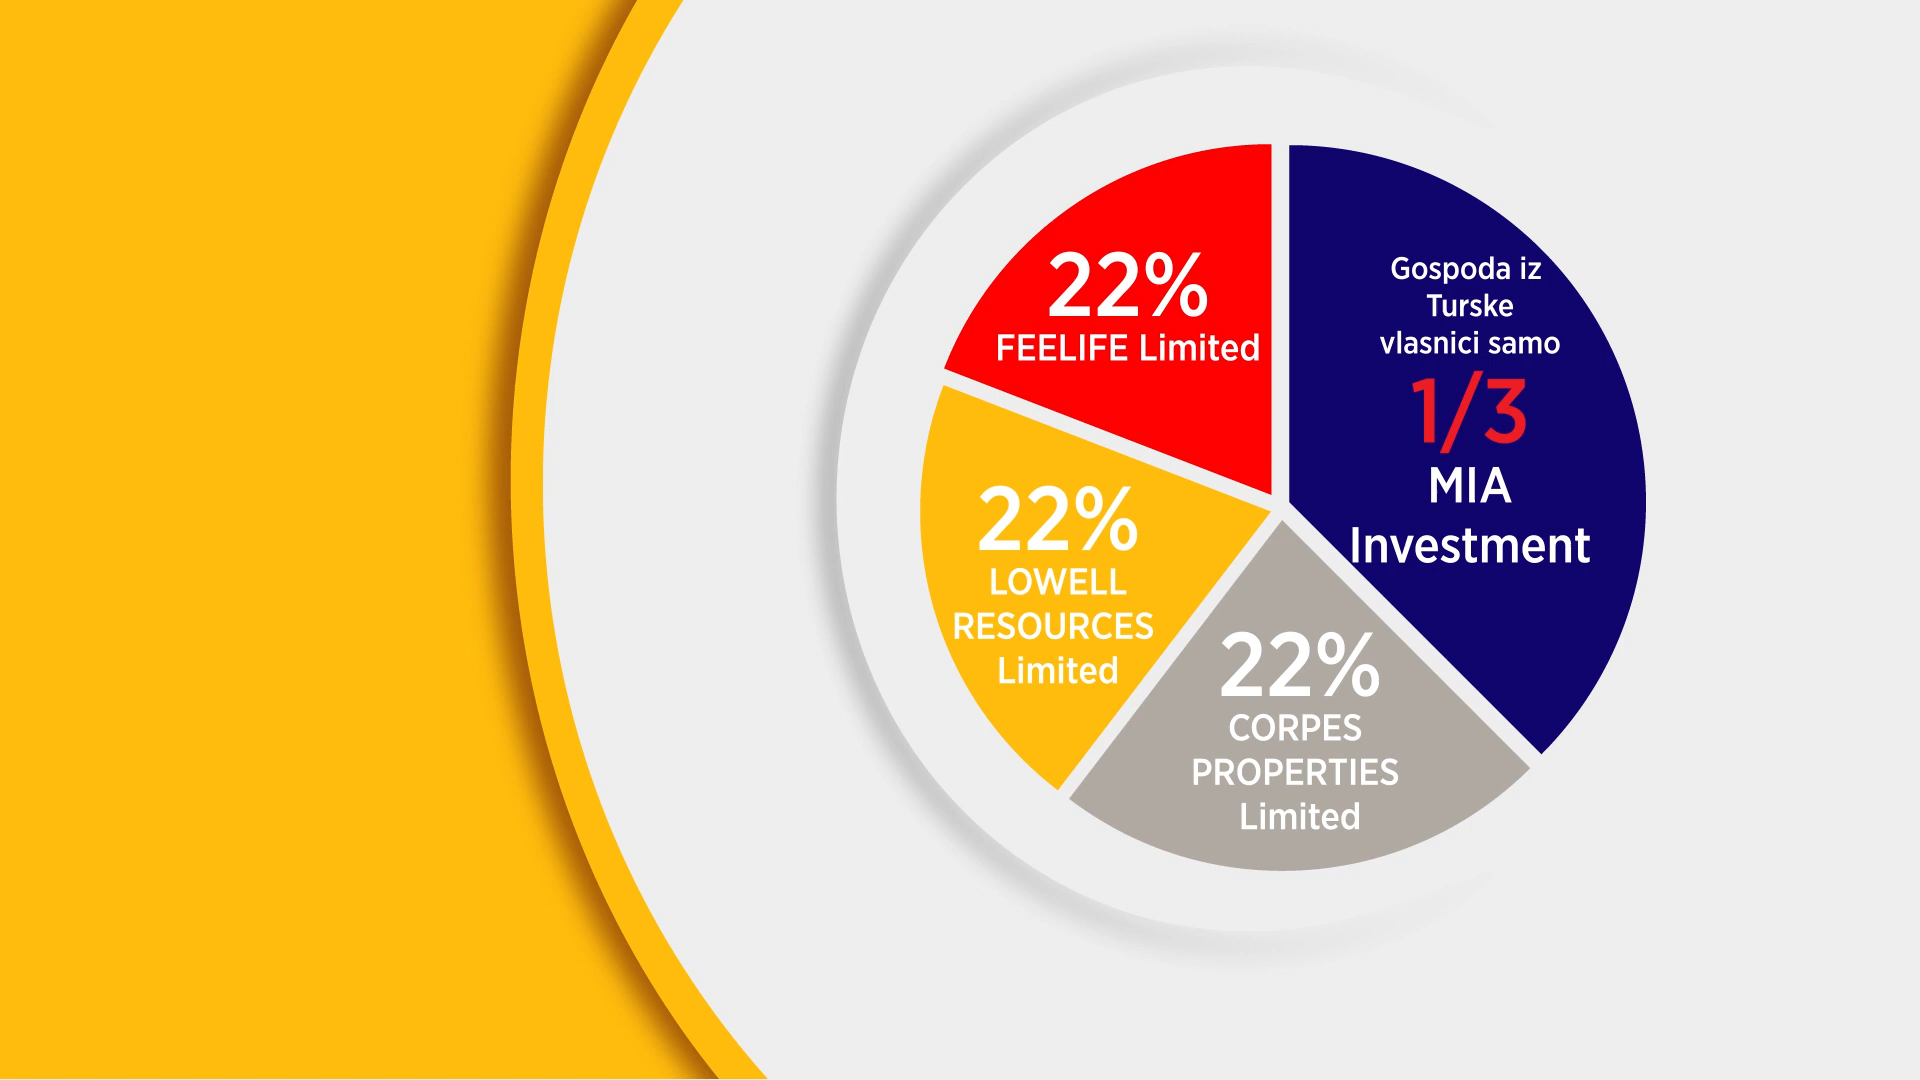 22%
FEELIFE Limited
Gospoda iz
Turske
vlasnici samo
1/3
MIA
Investment
22%
LOWELL
RESOURCES
Limited
22%
CORPES
PROPERTIES
Limited